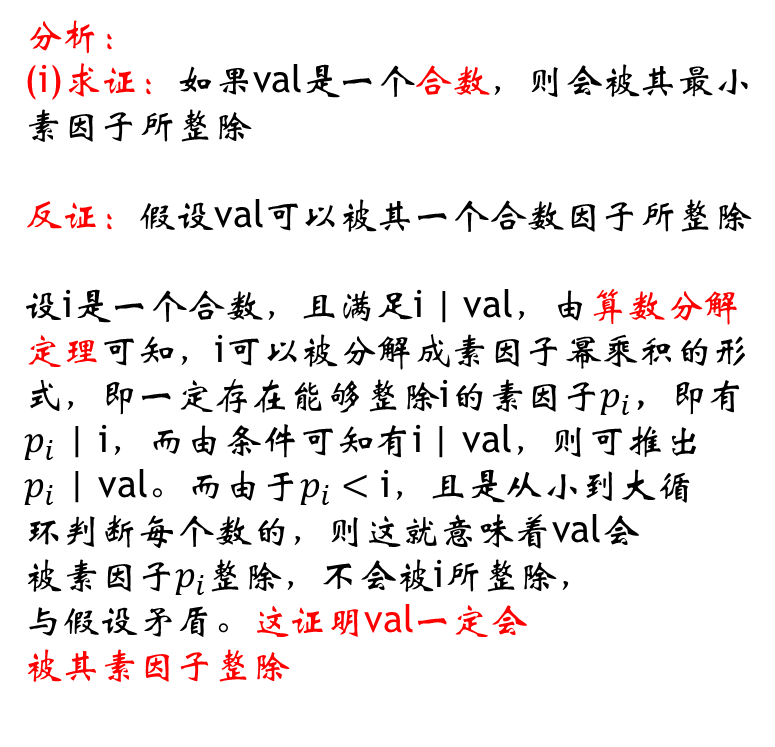 分析：
(i)求证：如果val是一个合数，则会被其最小
素因子所整除
反证：假设val可以被其一个合数因子所整除
设i是一个合数，且满足i | val，由算数分解
定理可知，i可以被分解成素因子幂乘积的形
式，即一定存在能够整除i的素因子pᵢ，即有
pᵢ | i，而由条件可知有i | val，则可推出
pᵢ | val。而由于pᵢ < i，且是从小到大循
环判断每个数的，则这就意味着val会
被素因子pᵢ整除，不会被i所整除，
与假设矛盾。这证明val一定会
被其素因子整除